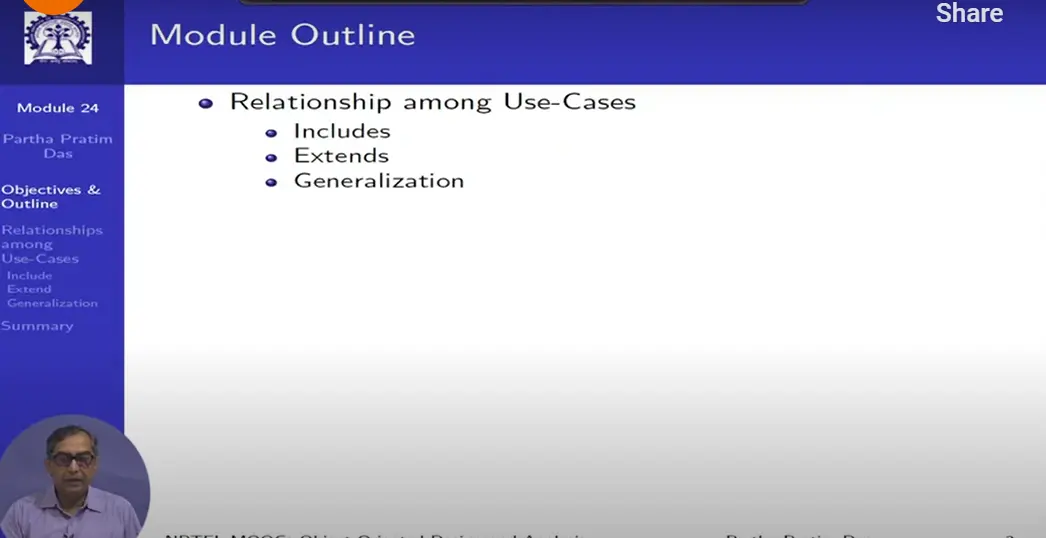 Share
Module Outline
Module 24
Partha Pratim
Das
Objectives &
Outline
Relationships
among
Use-Cases
Include
Extend
Generalization
Summary
Relationship among Use-Cases
Includes
Extends
Generalization